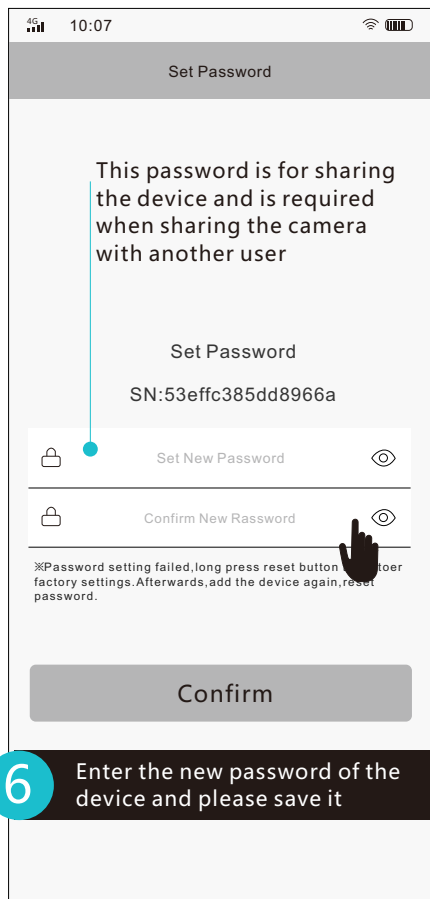 4G 10:07
Set Password
This password is for sharing
the device and is required
when sharing the camera
with another user
Set Password
SN:53effc385dd8966a
Set New Password
Confirm New Rassword
※Password setting failed,long press reset button toer
factory settings.Afterwards,add the device again,reset
password.
Confirm
6
Enter the new password of the
device and please save it